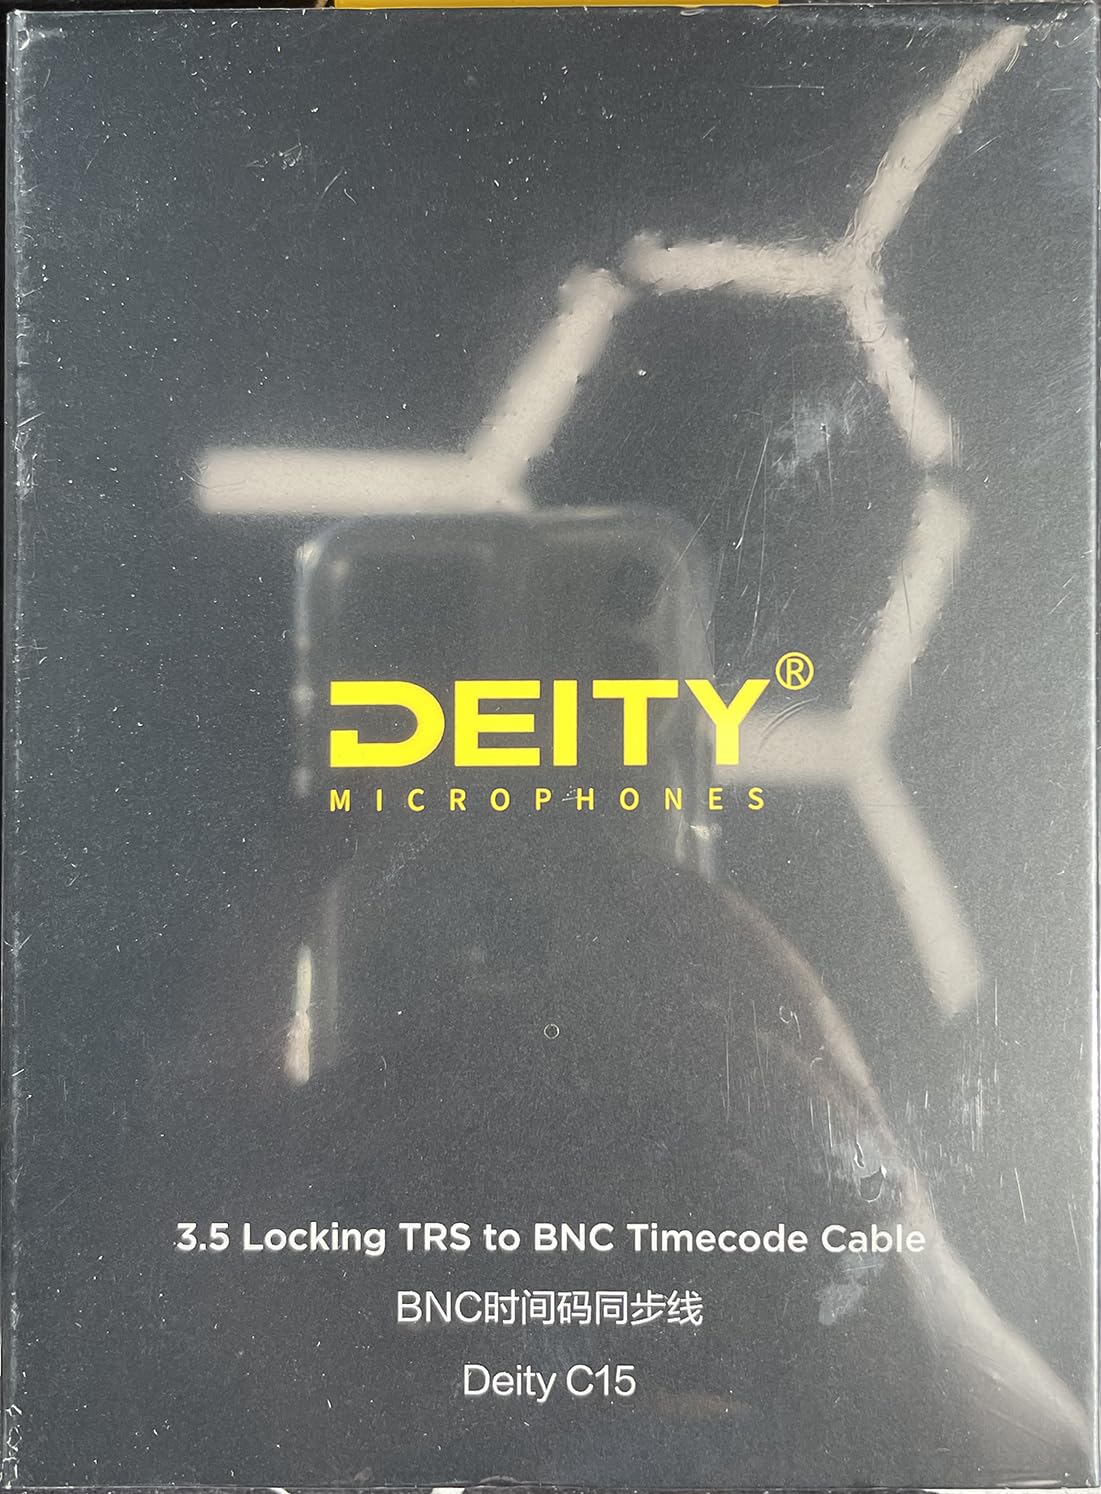 DEITY®
MICROPHONES
3.5 Locking TRS to BNC Timecode Cable
BNC时间码同步线
Deity C15